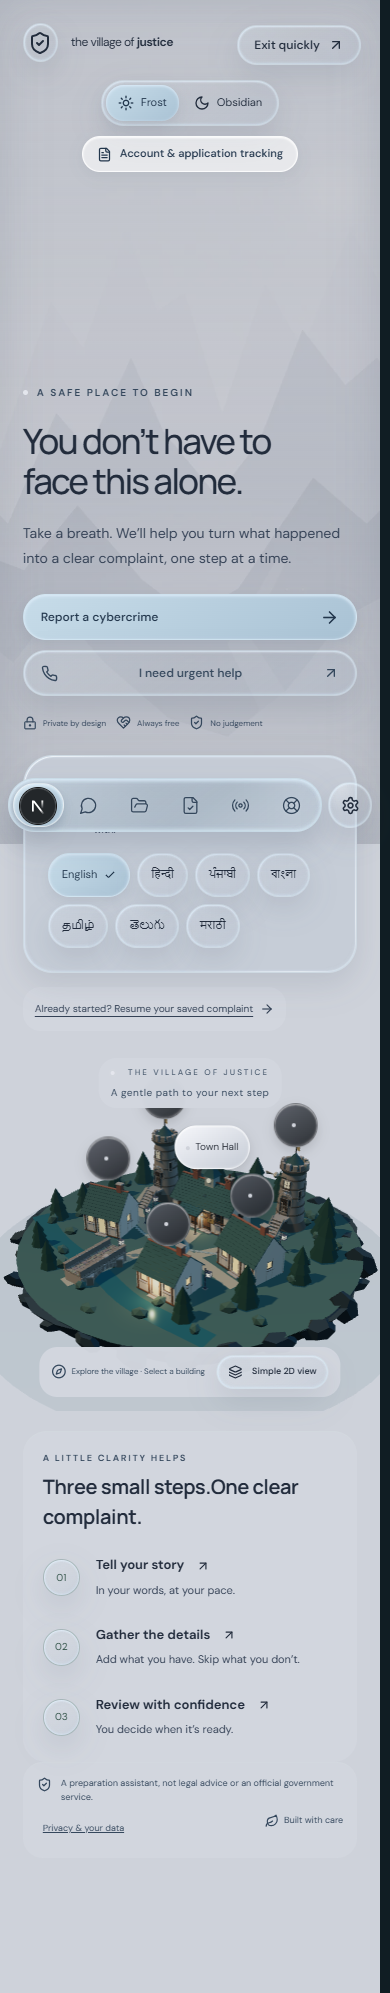 the village of justice
Exit quickly
Frost
Obsidian
Account & application tracking
A SAFE PLACE TO BEGIN
You don’t have to
face this alone.
Take a breath. We’ll help you turn what happened
into a clear complaint, one step at a time.
Report a cybercrime
I need urgent help
Private by design
Always free
No judgement
N
English
हिन्दी
ਪੰਜਾਬੀ
বাংলা
தமிழ்
తెలుగు
मराठी
Already started? Resume your saved complaint
THE VILLAGE OF JUSTICE
A gentle path to your next step
Town Hall
Explore the village · Select a building
Simple 2D view
A LITTLE CLARITY HELPS
Three small steps.One clear
complaint.
01
Tell your story
In your words, at your pace.
02
Gather the details
Add what you have. Skip what you don’t.
03
Review with confidence
You decide when it’s ready.
A preparation assistant, not legal advice or an official government
service.
Privacy & your data
Built with care